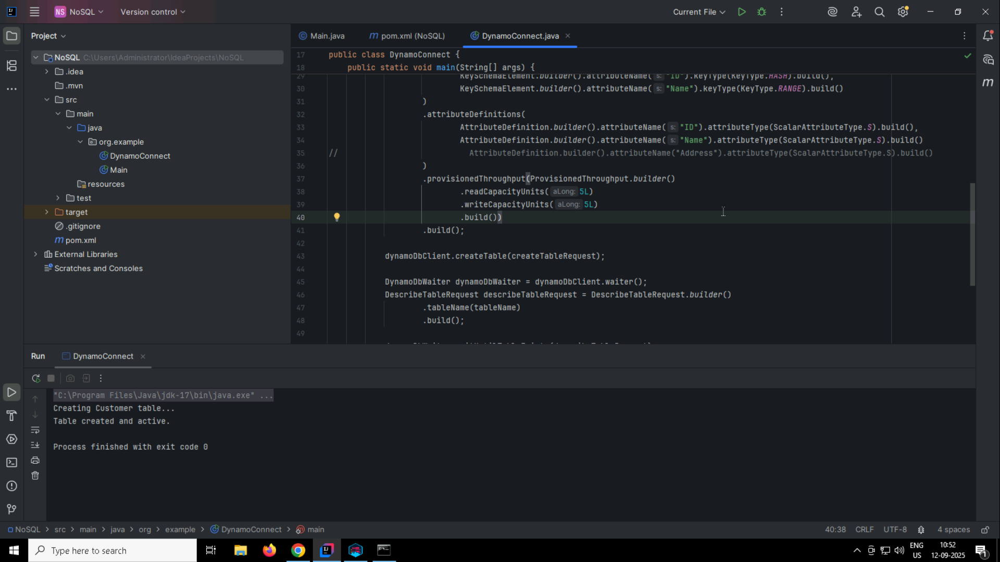 NS NoSQL Version control
Current File
Project
Main.java
pom.xml (NoSQL)
DynamoConnect.java
NoSQL C:\Users\Administrator\IdeaProjects\NoSQL
.idea
.mvn
src
main
java
org.example
DynamoConnect
Main
resources
test
target
.gitignore
m pom.xml
External Libraries
Scratches and Consoles
17 public class DynamoConnect {
18 public static void main(String[] args) {
29 KeySchemaElement.builder().attributeName( s: "ID").keyType(KeyType.HASH).build(),
30 KeySchemaElement.builder().attributeName( s: "Name").keyType(KeyType.RANGE).build()
31 )
32 .attributeDefinitions(
33 AttributeDefinition.builder().attributeName( s: "ID").attributeType(ScalarAttributeType.S).build(),
34 AttributeDefinition.builder().attributeName( s: "Name").attributeType(ScalarAttributeType.S).build()
35 // AttributeDefinition.builder().attributeName("Address").attributeType(ScalarAttributeType.S).build()
36 )
37 .provisionedThroughput(ProvisionedThroughput.builder()
38 .readCapacityUnits( aLong: 5L)
39 .writeCapacityUnits( aLong: 5L)
40 .build())
41 .build();
42
43 dynamoDbClient.createTable(createTableRequest);
44
45 DynamoDbWaiter dynamoDbWaiter = dynamoDbClient.waiter();
46 DescribeTableRequest describeTableRequest = DescribeTableRequest.builder()
47 .tableName(tableName)
48 .build();
49
Run DynamoConnect
"C:\Program Files\Java\jdk-17\bin\java.exe" ...
Creating Customer table...
Table created and active.
Process finished with exit code 0
NoSQL > src > main > java > org > example > DynamoConnect > main
40:38 CRLF UTF-8 4 spaces
Type here to search
ENG
US
10:52
12-09-2025
1